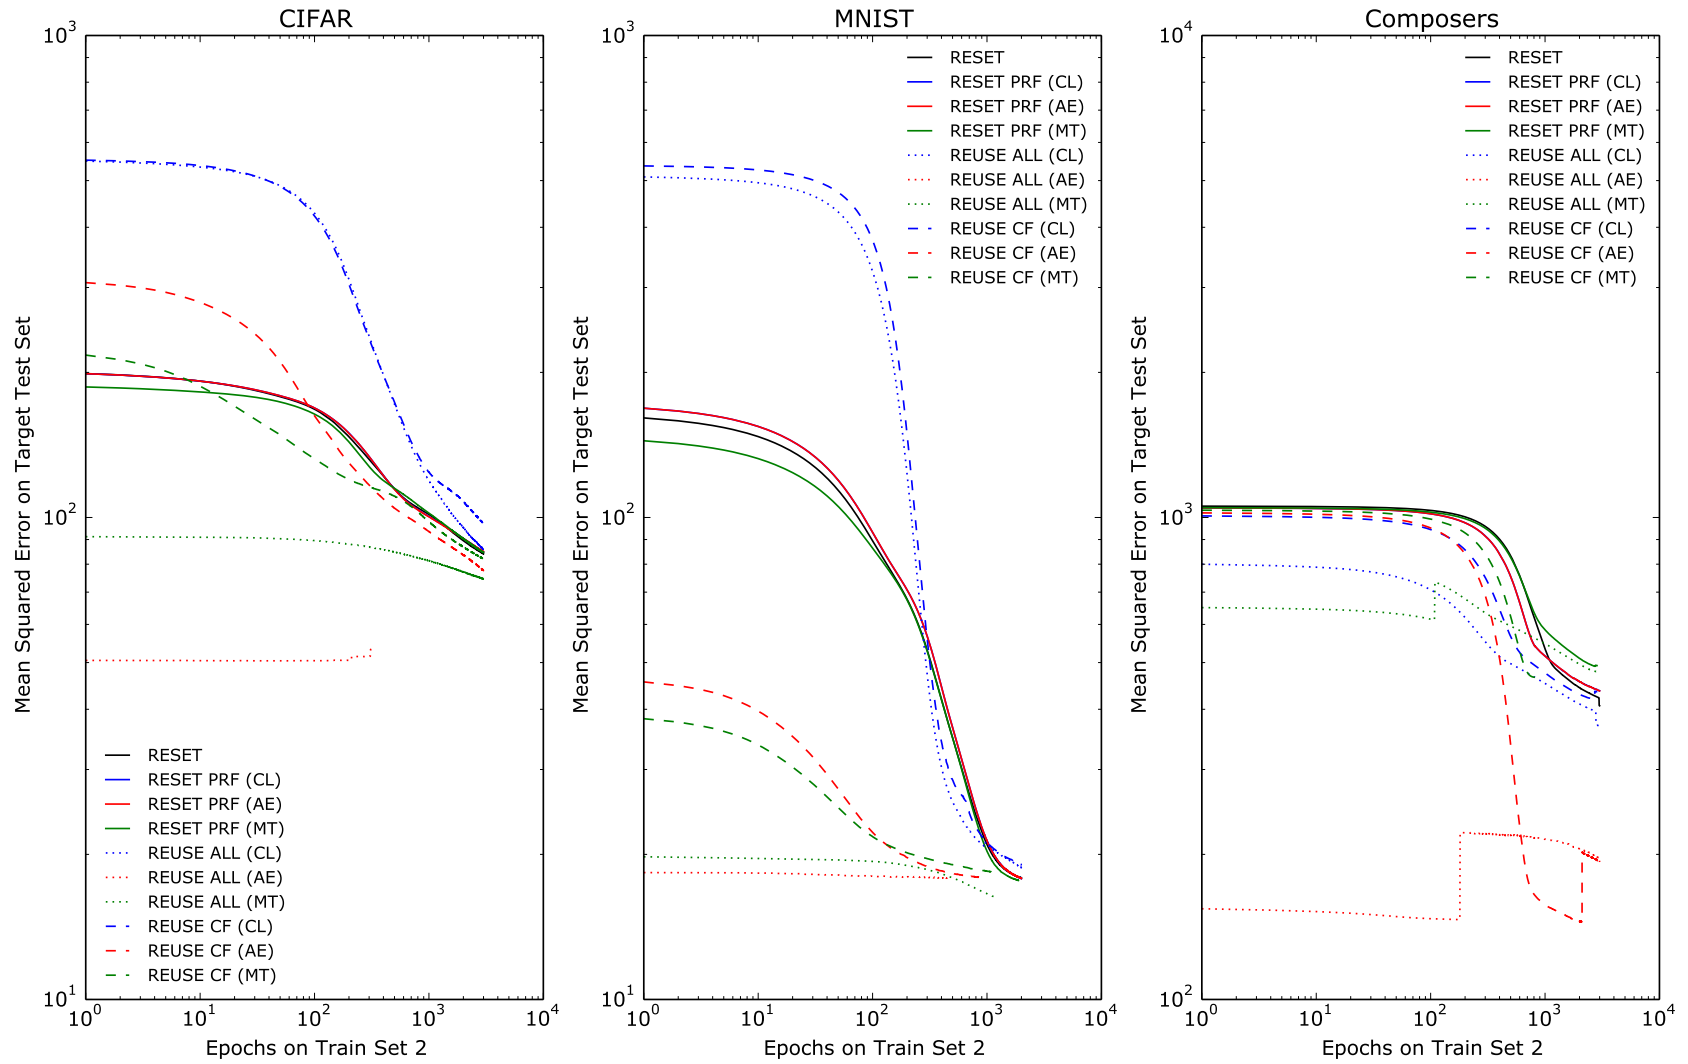 CIFAR
10^3
10^2
10^1
Mean Squared Error on Target Test Set
RESET
RESET PRF (CL)
RESET PRF (AE)
RESET PRF (MT)
REUSE ALL (CL)
REUSE ALL (AE)
REUSE ALL (MT)
REUSE CF (CL)
REUSE CF (AE)
REUSE CF (MT)
10^0 10^1 10^2 10^3 10^4
Epochs on Train Set 2
MNIST
10^3
10^2
10^1
Mean Squared Error on Target Test Set
RESET
RESET PRF (CL)
RESET PRF (AE)
RESET PRF (MT)
REUSE ALL (CL)
REUSE ALL (AE)
REUSE ALL (MT)
REUSE CF (CL)
REUSE CF (AE)
REUSE CF (MT)
10^0 10^1 10^2 10^3 10^4
Epochs on Train Set 2
Composers
10^4
10^3
10^2
Mean Squared Error on Target Test Set
RESET
RESET PRF (CL)
RESET PRF (AE)
RESET PRF (MT)
REUSE ALL (CL)
REUSE ALL (AE)
REUSE ALL (MT)
REUSE CF (CL)
REUSE CF (AE)
REUSE CF (MT)
10^0 10^1 10^2 10^3 10^4
Epochs on Train Set 2